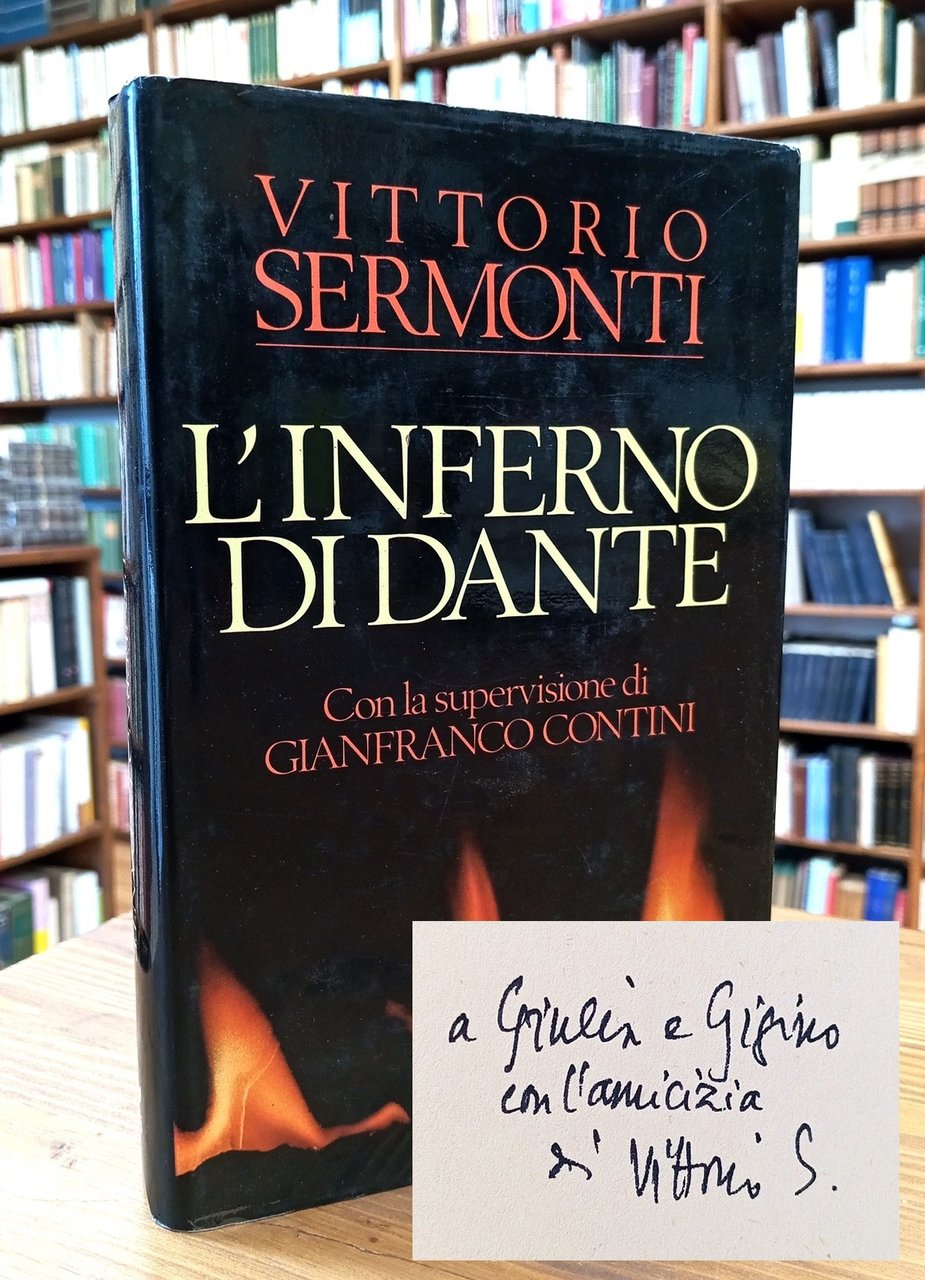 VITTORIO
SERMONTI
L'INFERNO
DI DANTE
Con la supervisione di
GIANFRANCO CONTINI
a Giulia e Gigino
con l'amicizia
di Vittorio S.